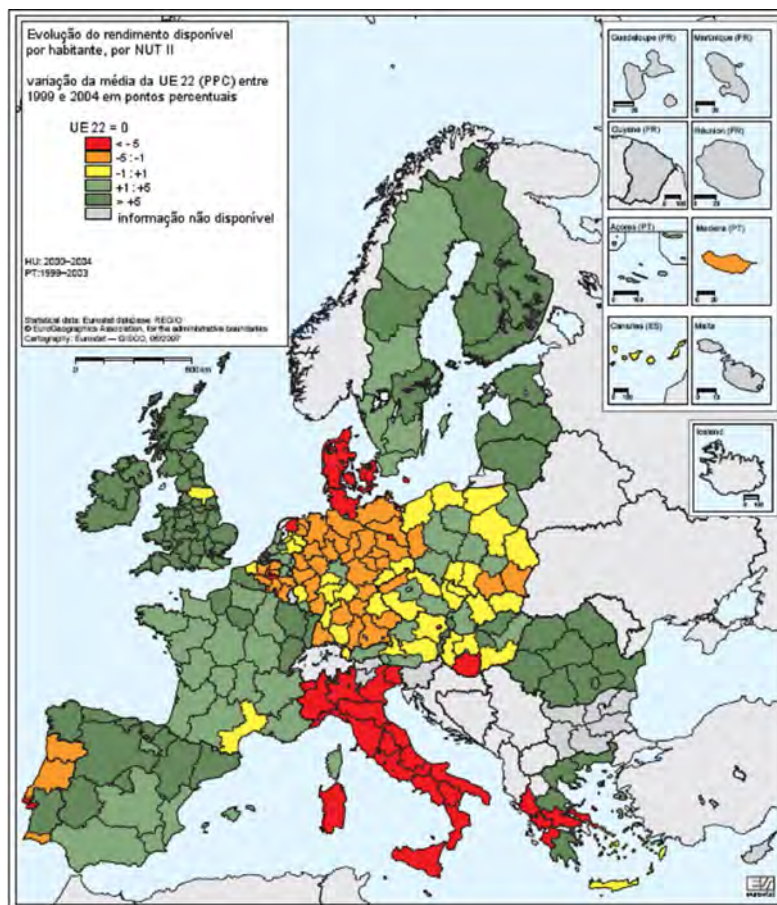 Evolução do rendimento disponível
por habitante, por NUT II
variação da média da UE 22 (PPC) entre
1999 e 2004 em pontos percentuais
UE 22 = 0
< - 5
-5 : -1
-1 : +1
+1 : +5
> +5
informação não disponível
HU: 2000-2004
PT:1999-2003
Statistical data: Eurostat database: REGIO
© EuroGeographics Association, for the administrative boundaries
Cartography: Eurostat — GISCO, 06/2007
0 600 km
Guadeloupe (FR)
Martinique (FR)
Guyane (FR)
Réunion (FR)
Açores (PT)
Madeira (PT)
Canarias (ES)
Malta
Iceland
eurostat